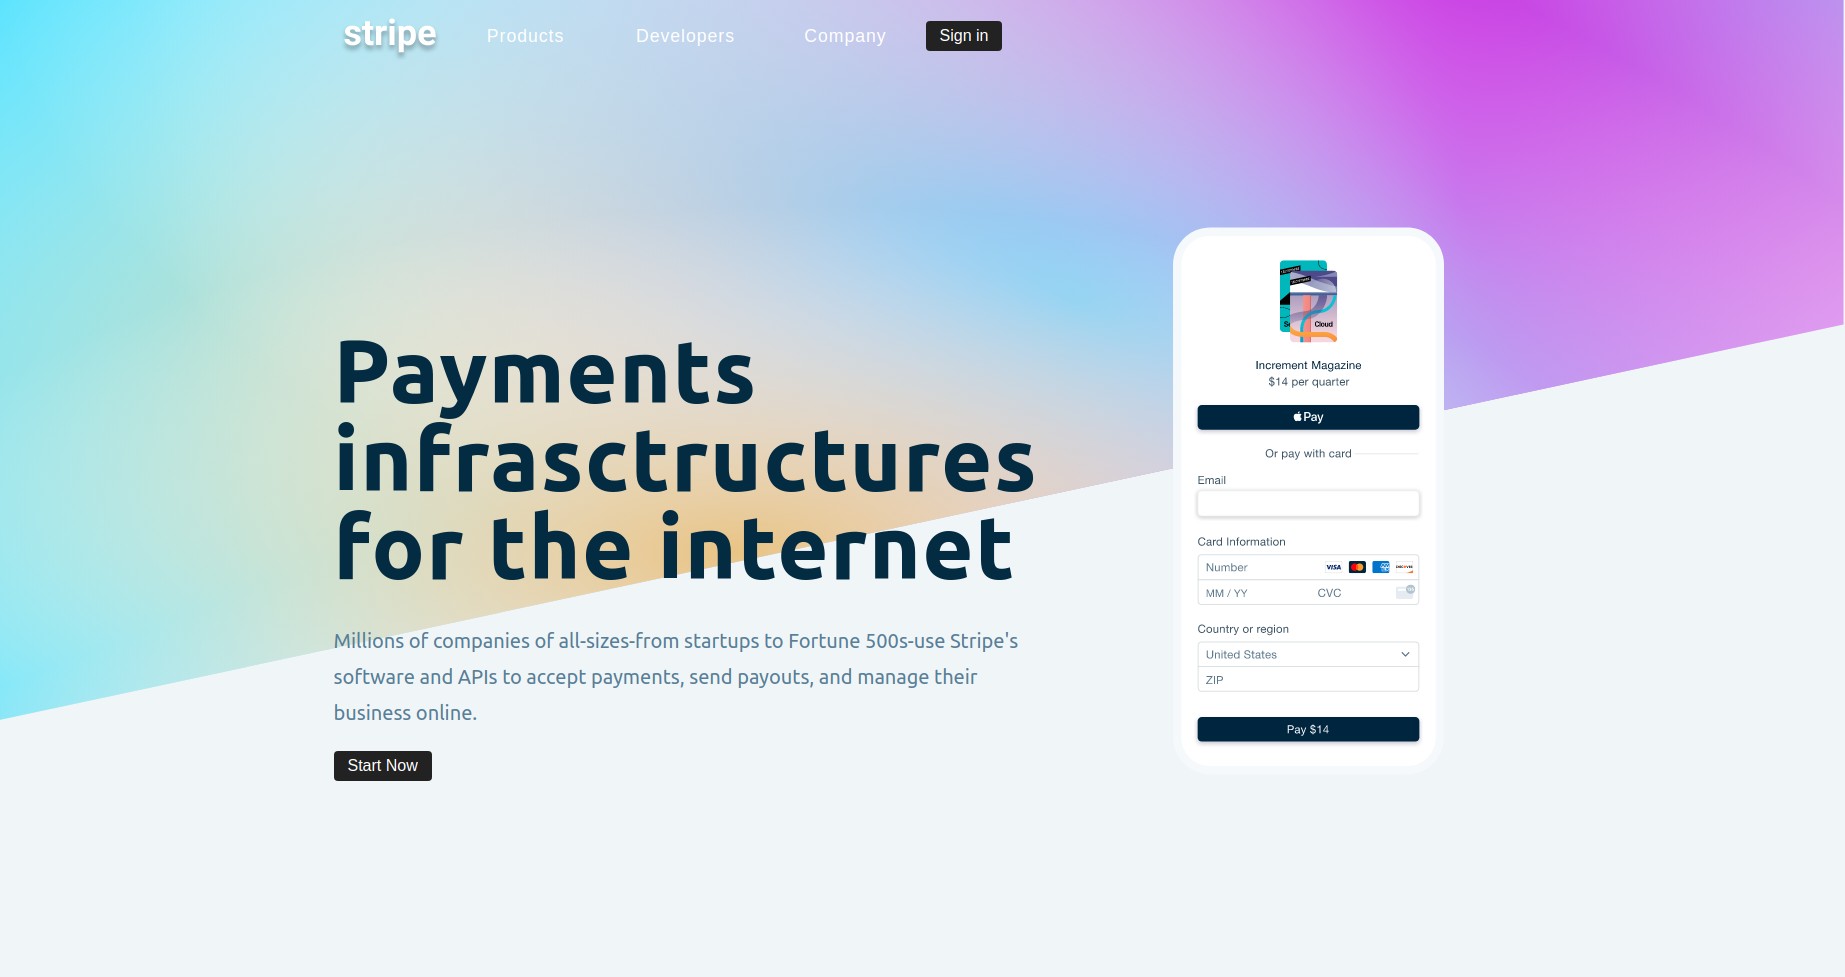 stripe
Products
Developers
Company
Sign in
Payments
infrasctructures
for the internet
Millions of companies of all-sizes-from startups to Fortune 500s-use Stripe's
software and APIs to accept payments, send payouts, and manage their
business online.
Start Now
Cloud
Increment Magazine
$14 per quarter
Pay
Or pay with card
Email
Card Information
Number
VISA
DISCOVER
MM / YY
CVC
Country or region
United States
ZIP
Pay $14